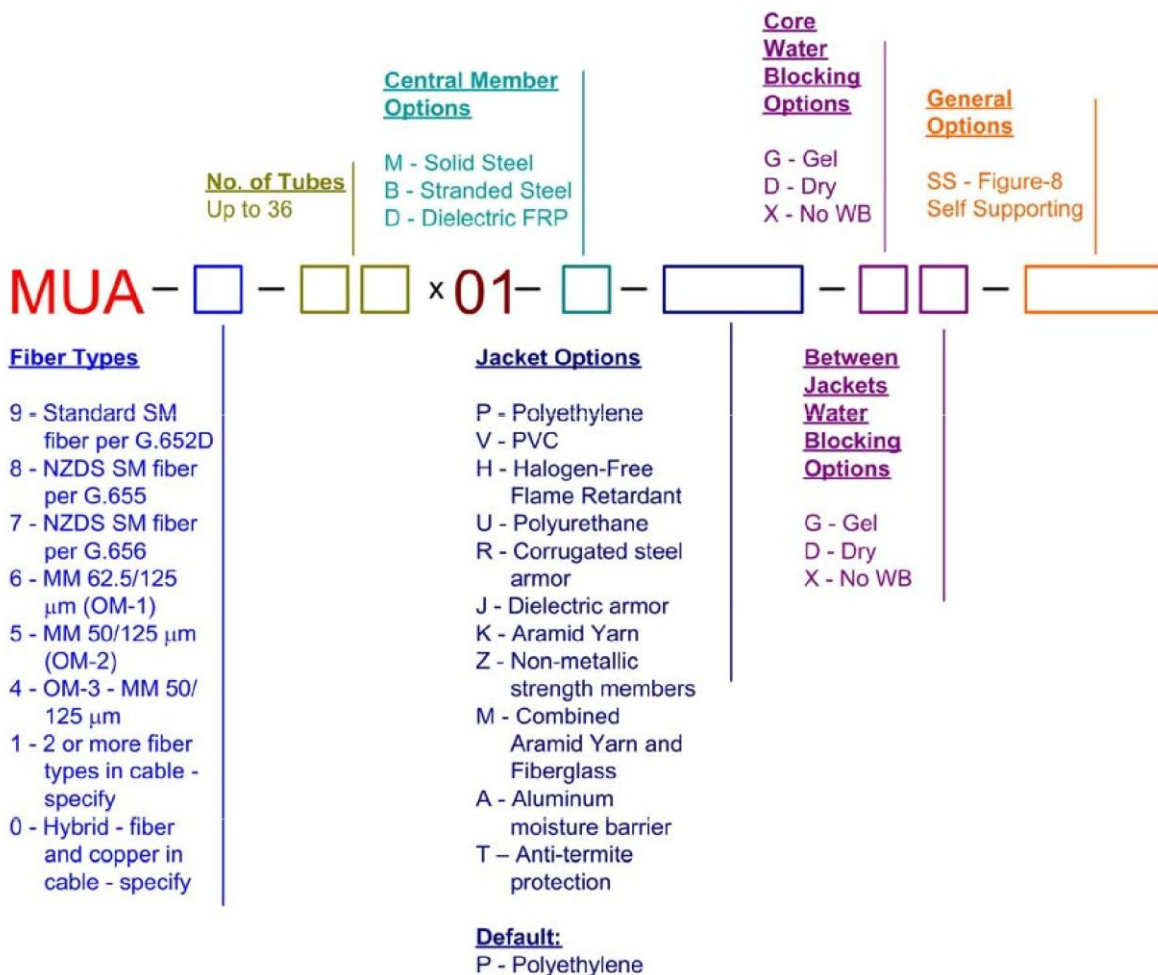 Core
Water
Blocking
Options
G - Gel
D - Dry
X - No WB
Central Member
Options
M - Solid Steel
B - Stranded Steel
D - Dielectric FRP
General
Options
SS - Figure-8
Self Supporting
No. of Tubes
Up to 36
MUA – – x 01 – – – –
Fiber Types
9 - Standard SM
fiber per G.652D
8 - NZDS SM fiber
per G.655
7 - NZDS SM fiber
per G.656
6 - MM 62.5/125
μm (OM-1)
5 - MM 50/125 μm
(OM-2)
4 - OM-3 - MM 50/
125 μm
1 - 2 or more fiber
types in cable -
specify
0 - Hybrid - fiber
and copper in
cable - specify
Jacket Options
P - Polyethylene
V - PVC
H - Halogen-Free
Flame Retardant
U - Polyurethane
R - Corrugated steel
armor
J - Dielectric armor
K - Aramid Yarn
Z - Non-metallic
strength members
M - Combined
Aramid Yarn and
Fiberglass
A - Aluminum
moisture barrier
T – Anti-termite
protection
Default:
P - Polyethylene
Between
Jackets
Water
Blocking
Options
G - Gel
D - Dry
X - No WB